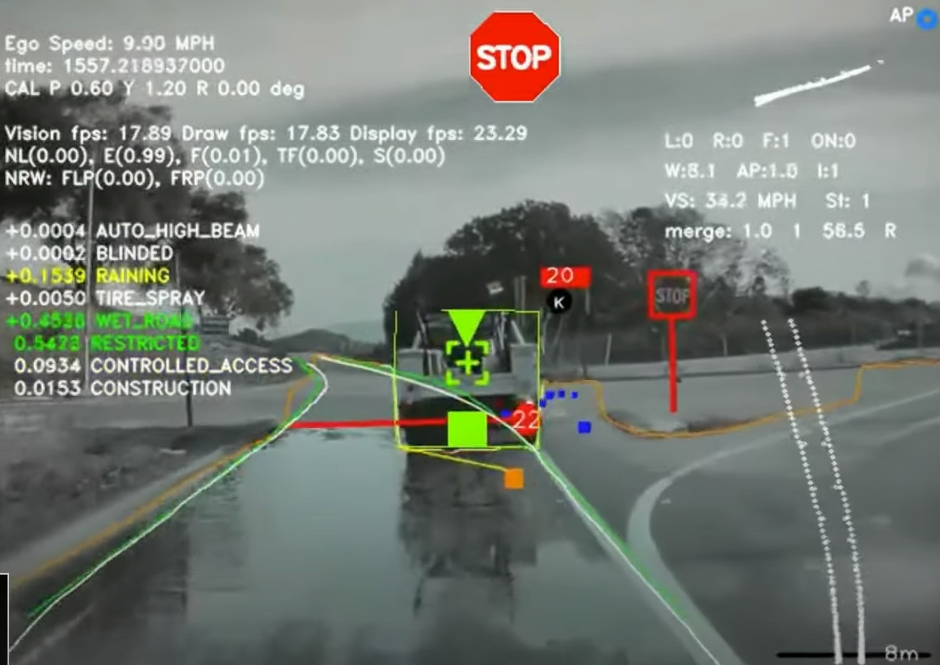 AP
STOP
Ego Speed: 9.90 MPH
time: 1557.218937000
CAL P 0.60 Y 1.20 R 0.00 deg
Vision fps: 17.89 Draw fps: 17.83 Display fps: 23.29
NL(0.00), E(0.99), F(0.01), TF(0.00), S(0.00)
NRW: FLP(0.00), FRP(0.00)
L:0 R:0 F:1 ON:0
W:8.1 AP:1.0 I:1
VS: 34.2 MPH St: 1
merge: 1.0 1 56.5 R
+0.0004 AUTO_HIGH_BEAM
+0.0002 BLINDED
+0.1539 RAINING
+0.0050 TIRE_SPRAY
+0.4538 WET_ROAD
0.5423 RESTRICTED
0.0934 CONTROLLED_ACCESS
0.0153 CONSTRUCTION
20
K
STOP
22
8m